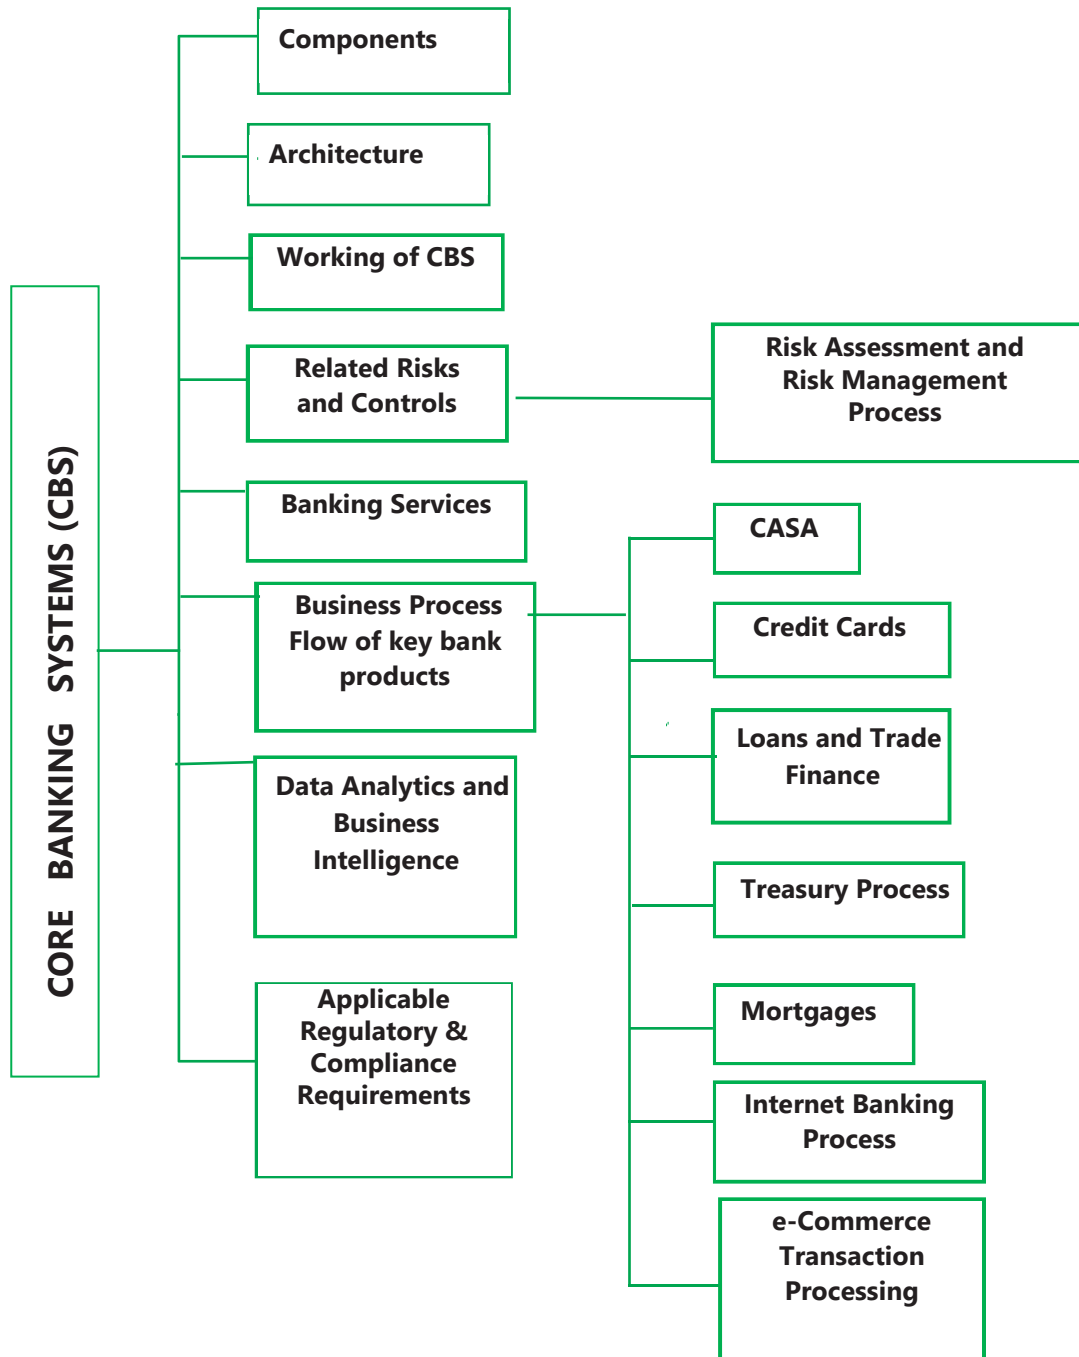 CORE BANKING SYSTEMS (CBS)
Components
Architecture
Working of CBS
Related Risks
and Controls
Risk Assessment and
Risk Management
Process
Banking Services
Business Process
Flow of key bank
products
CASA
Credit Cards
Loans and Trade
Finance
Treasury Process
Mortgages
Internet Banking
Process
e-Commerce
Transaction
Processing
Data Analytics and
Business
Intelligence
Applicable
Regulatory &
Compliance
Requirements